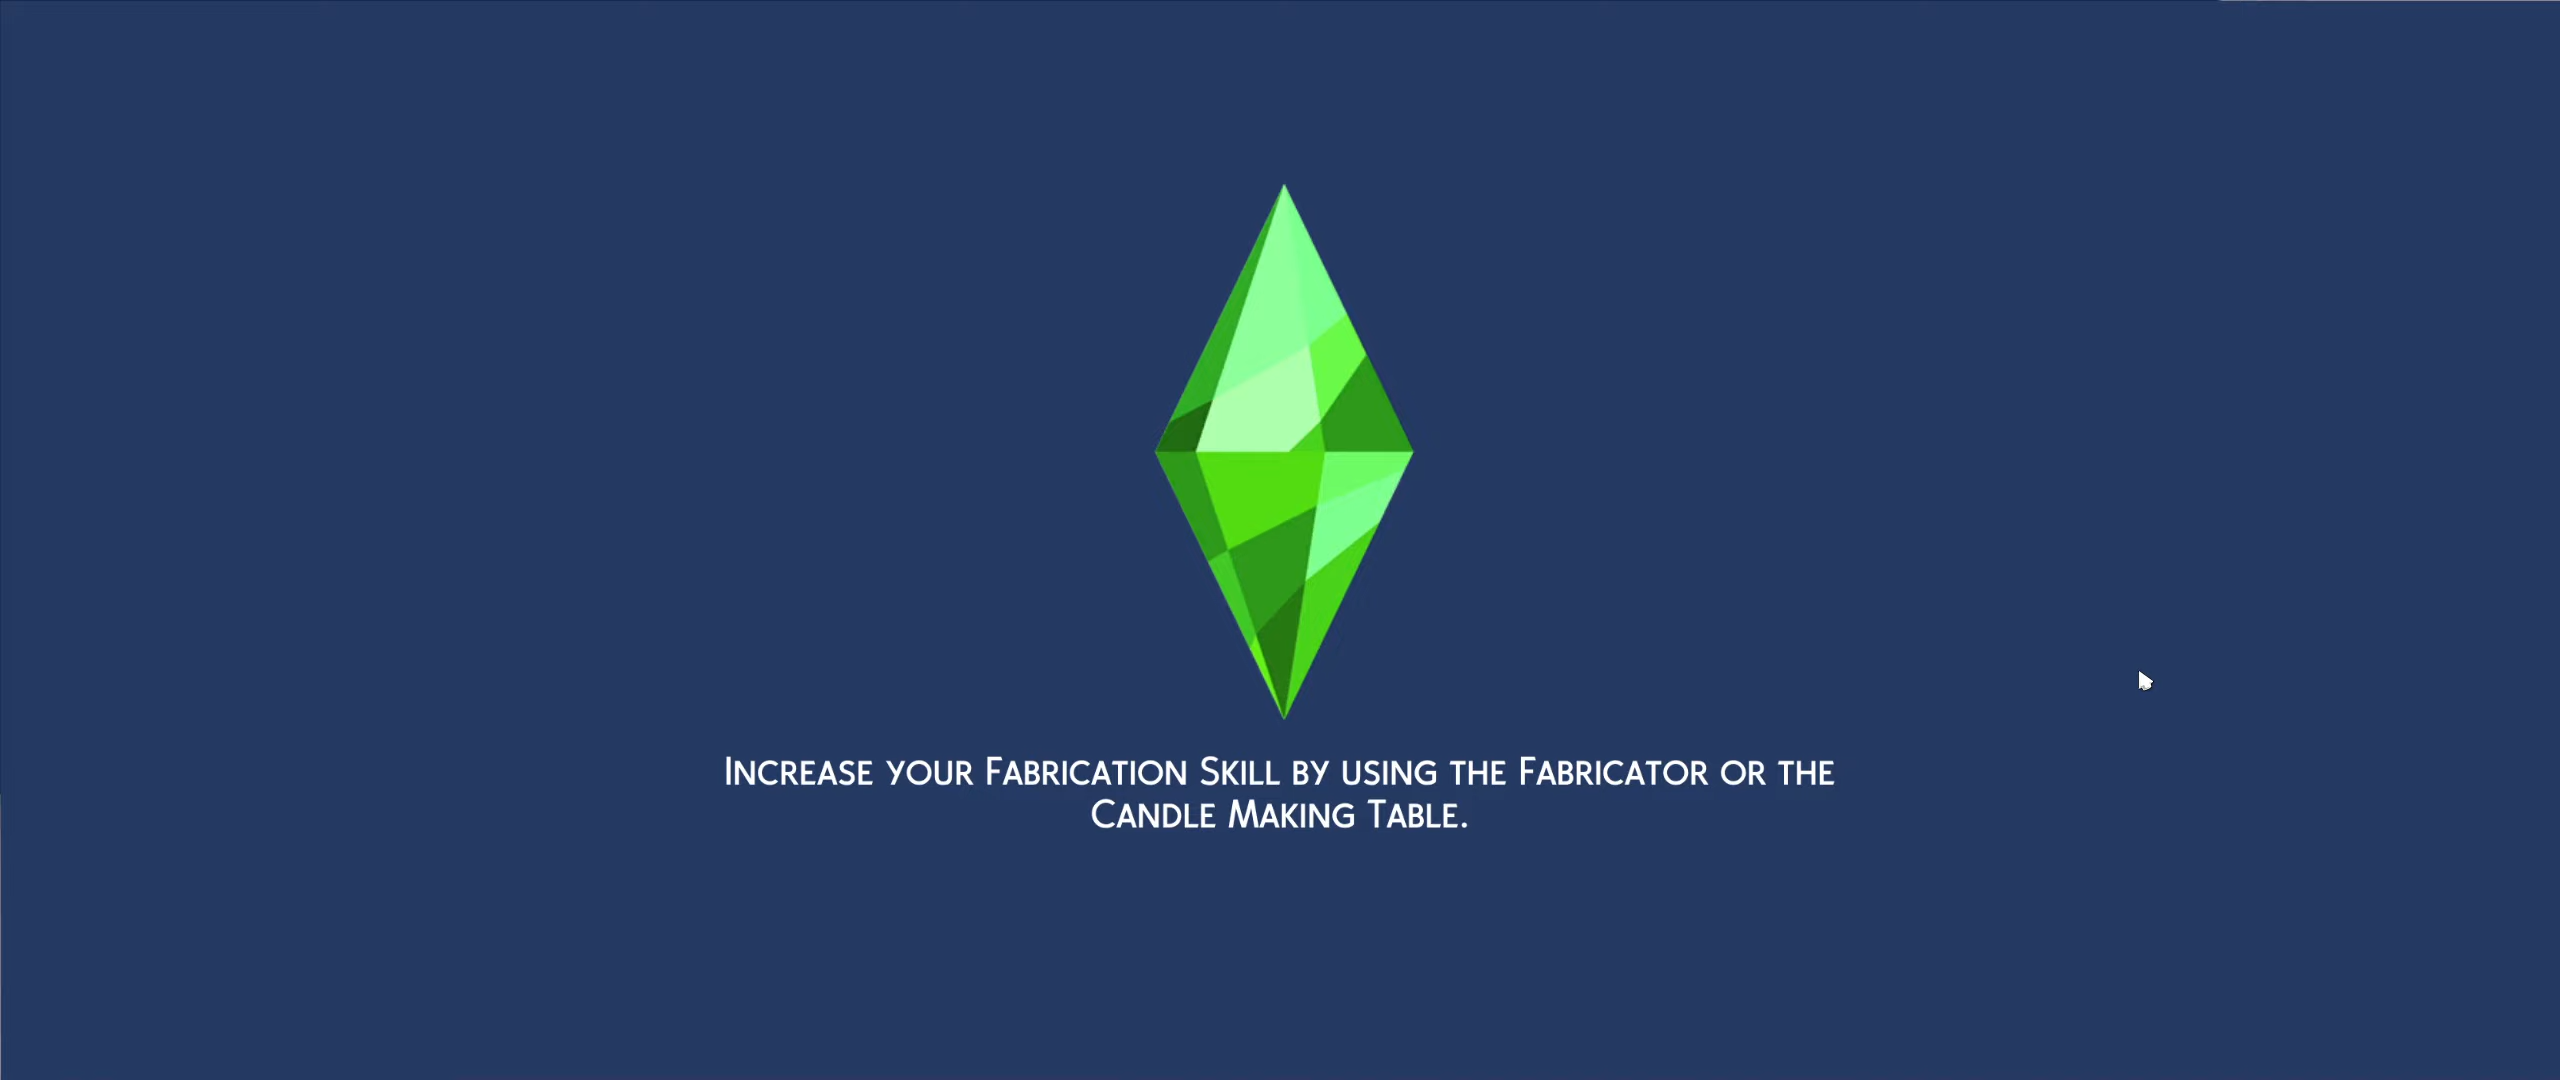 Increase your Fabrication Skill by using the Fabricator or the
Candle Making Table.